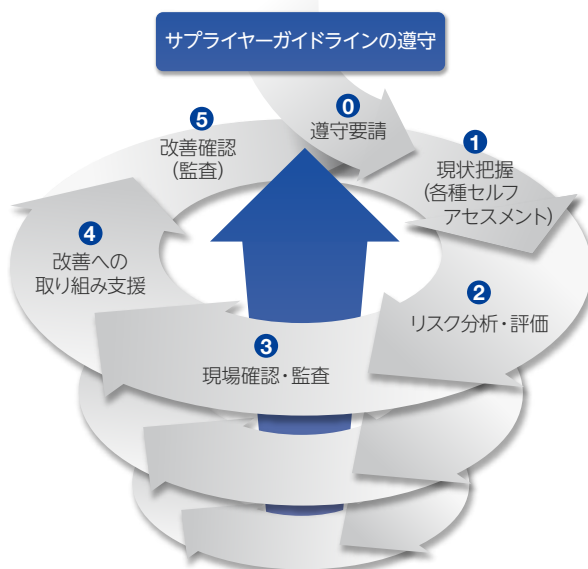 サプライヤーガイドラインの遵守
0
遵守要請
1
現状把握
(各種セルフ
アセスメント)
2
リスク分析・評価
3
現場確認・監査
4
改善への
取り組み支援
5
改善確認
(監査)